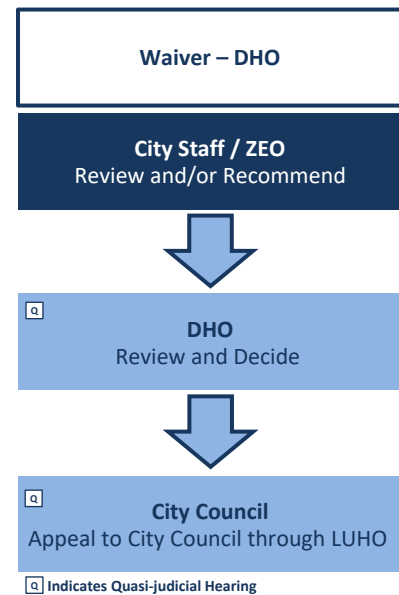 Waiver – DHO
City Staff / ZEO
Review and/or Recommend
Q
DHO
Review and Decide
Q
City Council
Appeal to City Council through LUHO
Q Indicates Quasi-judicial Hearing